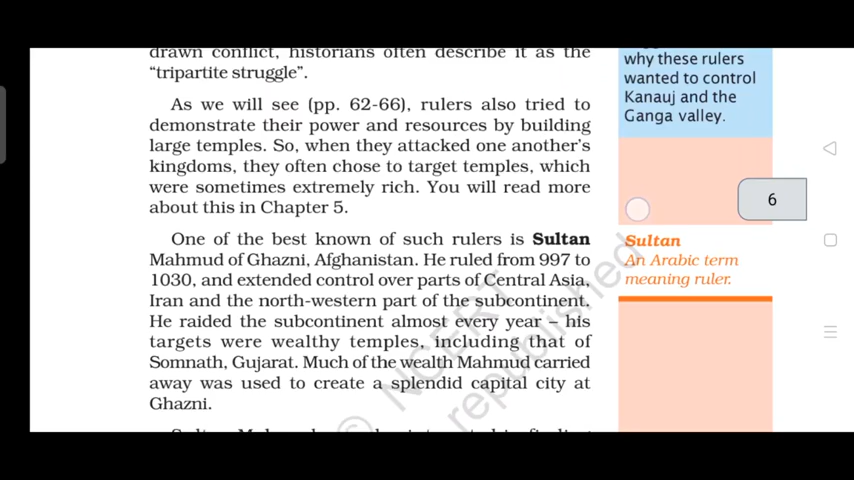 drawn conflict, historians often describe it as the
"tripartite struggle".
As we will see (pp. 62-66), rulers also tried to
demonstrate their power and resources by building
large temples. So, when they attacked one another's
kingdoms, they often chose to target temples, which
were sometimes extremely rich. You will read more
about this in Chapter 5.
One of the best known of such rulers is Sultan
Mahmud of Ghazni, Afghanistan. He ruled from 997 to
1030, and extended control over parts of Central Asia,
Iran and the north-western part of the subcontinent.
He raided the subcontinent almost every year – his
targets were wealthy temples, including that of
Somnath, Gujarat. Much of the wealth Mahmud carried
away was used to create a splendid capital city at
Ghazni.
why these rulers
wanted to control
Kanauj and the
Ganga valley.
6
Sultan
An Arabic term
meaning ruler.
© NCERT
republished